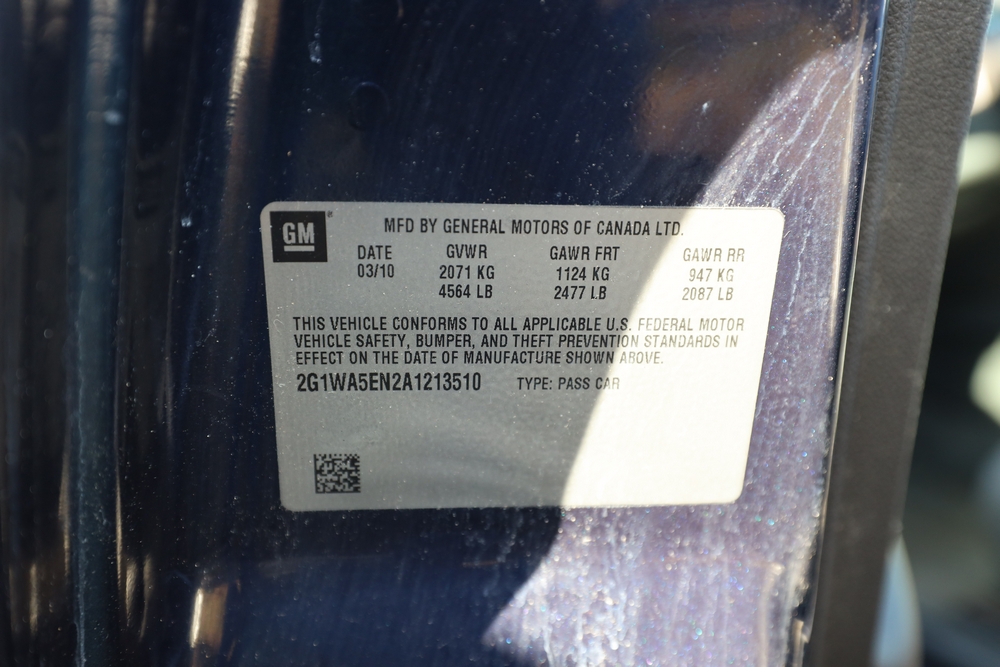 GM
MFD BY GENERAL MOTORS OF CANADA LTD.
DATE GVWR GAWR FRT GAWR RR
03/10 2071 KG 1124 KG 947 KG
4564 LB 2477 LB 2087 LB
THIS VEHICLE CONFORMS TO ALL APPLICABLE U.S. FEDERAL MOTOR
VEHICLE SAFETY, BUMPER, AND THEFT PREVENTION STANDARDS IN
EFFECT ON THE DATE OF MANUFACTURE SHOWN ABOVE.
2G1WA5EN2A1213510 TYPE: PASS CAR